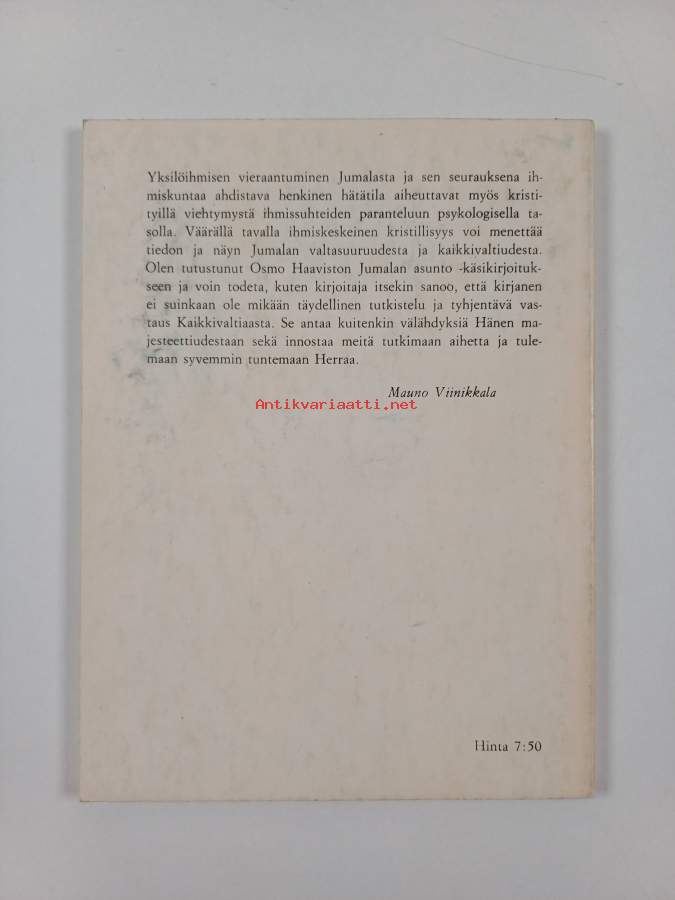 Yksilöihmisen vieraantuminen Jumalasta ja sen seurauksena ih-
miskuntaa ahdistava henkinen hätätila aiheuttavat myös kristi-
tyillä viehtymystä ihmissuhteiden paranteluun psykologisella ta-
solla. Väärällä tavalla ihmiskeskeinen kristillisyys voi menettää
tiedon ja näyn Jumalan valtasuuruudesta ja kaikkivaltiudesta.
Olen tutustunut Osmo Haaviston Jumalan asunto -käsikirjoituk-
seen ja voin todeta, kuten kirjoitaja itsekin sanoo, että kirjanen
ei suinkaan ole mikään täydellinen tutkistelu ja tyhjentävä vas-
taus Kaikkivaltiaasta. Se antaa kuitenkin välähdyksiä Hänen ma-
jesteettiudestaan sekä innostaa meitä tutkimaan aihetta ja tule-
maan syvemmin tuntemaan Herraa.
Mauno Viinikkala
Antikvariaatti.net
Hinta 7:50